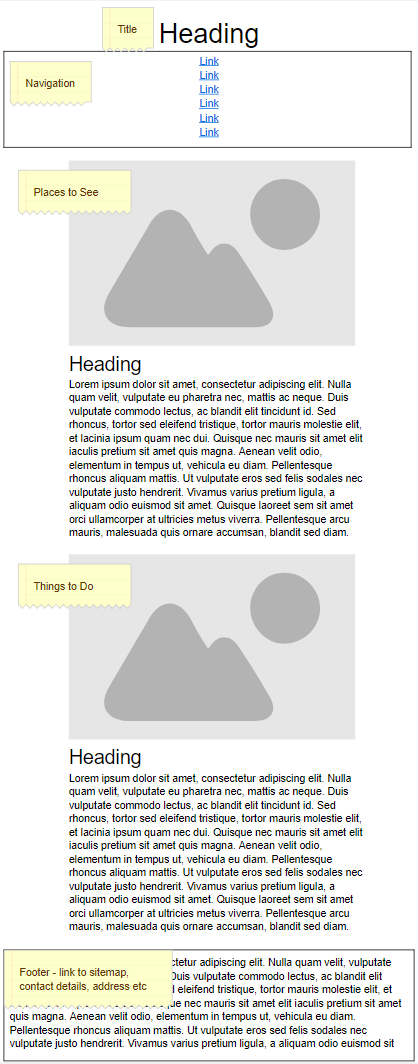 Title
Heading
Navigation
Link
Link
Link
Link
Link
Link
Places to See
Heading
Lorem ipsum dolor sit amet, consectetur adipiscing elit. Nulla
quam velit, vulputate eu pharetra nec, mattis ac neque. Duis
vulputate commodo lectus, ac blandit elit tincidunt id. Sed
rhoncus, tortor sed eleifend tristique, tortor mauris molestie elit,
et lacinia ipsum quam nec dui. Quisque nec mauris sit amet elit
iaculis pretium sit amet quis magna. Aenean velit odio,
elementum in tempus ut, vehicula eu diam. Pellentesque
rhoncus aliquam mattis. Ut vulputate eros sed felis sodales nec
vulputate justo hendrerit. Vivamus varius pretium ligula, a
aliquam odio euismod sit amet. Quisque laoreet sem sit amet
orci ullamcorper at ultricies metus viverra. Pellentesque arcu
mauris, malesuada quis ornare accumsan, blandit sed diam.
Things to Do
Heading
Lorem ipsum dolor sit amet, consectetur adipiscing elit. Nulla
quam velit, vulputate eu pharetra nec, mattis ac neque. Duis
vulputate commodo lectus, ac blandit elit tincidunt id. Sed
rhoncus, tortor sed eleifend tristique, tortor mauris molestie elit,
et lacinia ipsum quam nec dui. Quisque nec mauris sit amet elit
iaculis pretium sit amet quis magna. Aenean velit odio,
elementum in tempus ut, vehicula eu diam. Pellentesque
rhoncus aliquam mattis. Ut vulputate eros sed felis sodales nec
vulputate justo hendrerit. Vivamus varius pretium ligula, a
aliquam odio euismod sit amet. Quisque laoreet sem sit amet
orci ullamcorper at ultricies metus viverra. Pellentesque arcu
mauris, malesuada quis ornare accumsan, blandit sed diam.
Footer - link to sitemap,
contact details, address etc
adipiscing elit. Nulla quam velit, vulputate
Duis vulputate commodo lectus, ac blandit elit
eleifend tristique, tortor mauris molestie elit, et
nec mauris sit amet elit iaculis pretium sit amet
quis magna. Aenean velit odio, elementum in tempus ut, vehicula eu diam.
Pellentesque rhoncus aliquam mattis. Ut vulputate eros sed felis sodales nec
vulputate justo hendrerit. Vivamus varius pretium ligula, a aliquam odio euismod sit